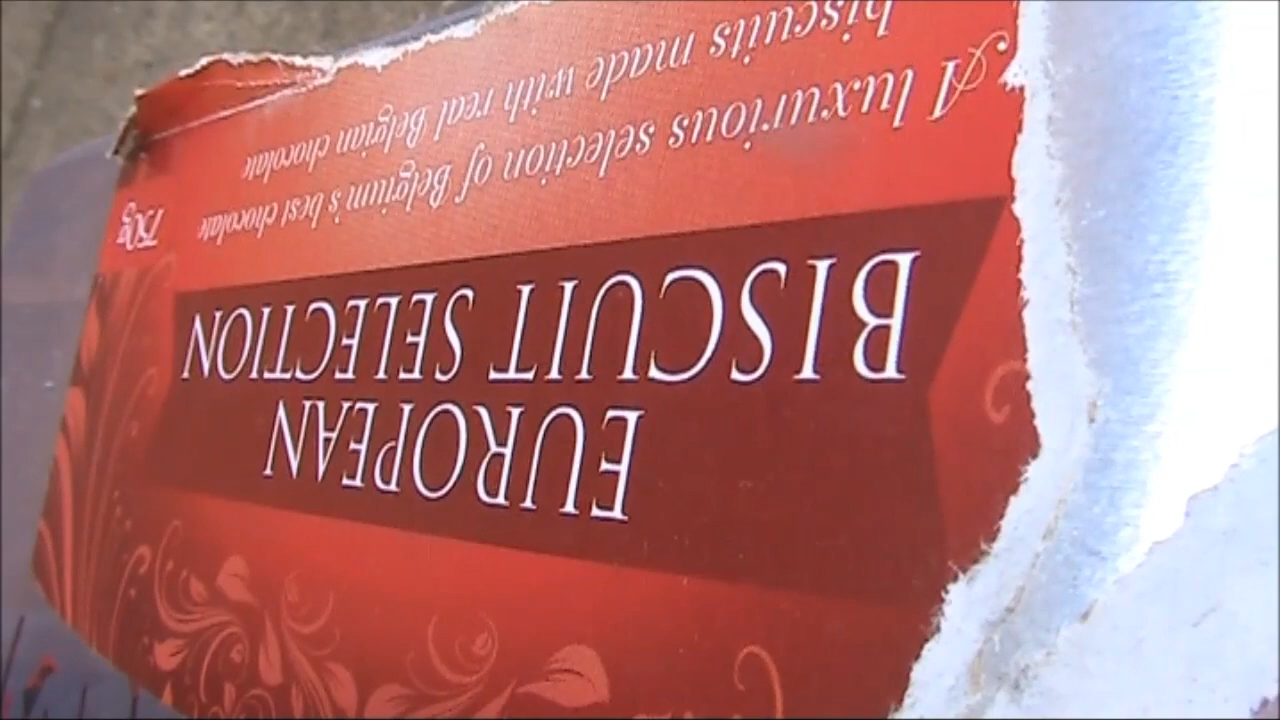 EUROPEAN
BISCUIT SELECTION
A luxurious selection of Belgium's best chocolate
biscuits made with real Belgian chocolate
750g